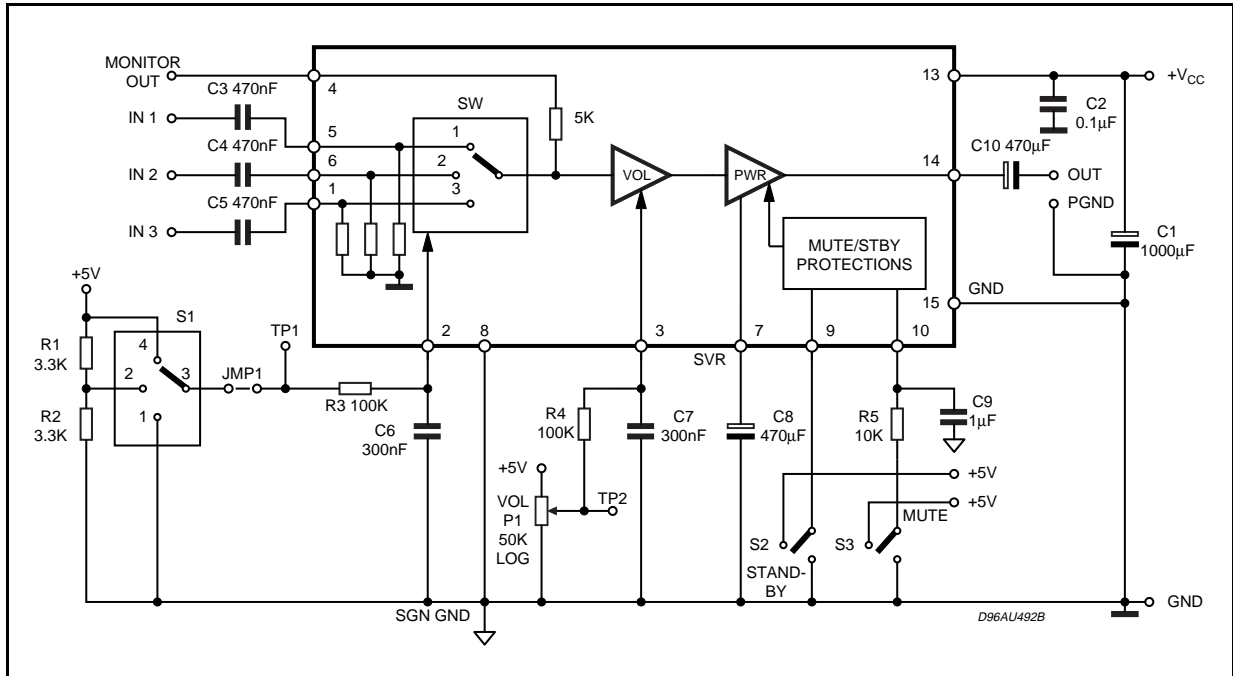 MONITOR
OUT
C3 470nF
4
13
+VCC
SW
5K
C2
0.1µF
IN 1
5
1
C4 470nF
6
2
VOL
PWR
14
C10 470µF
OUT
IN 2
C5 470nF
1
3
PGND
IN 3
MUTE/STBY
PROTECTIONS
C1
1000µF
+5V
S1
GND
15
TP1
2
8
3
SVR
7
9
10
R1
3.3K
4
2
3
JMP1
R3 100K
R2
3.3K
1
C6
300nF
R4
100K
C7
300nF
C8
470µF
R5
10K
C9
1µF
+5V
VOL
P1
50K
LOG
TP2
+5V
+5V
MUTE
S2
S3
STAND-
BY
SGN GND
D96AU492B
GND